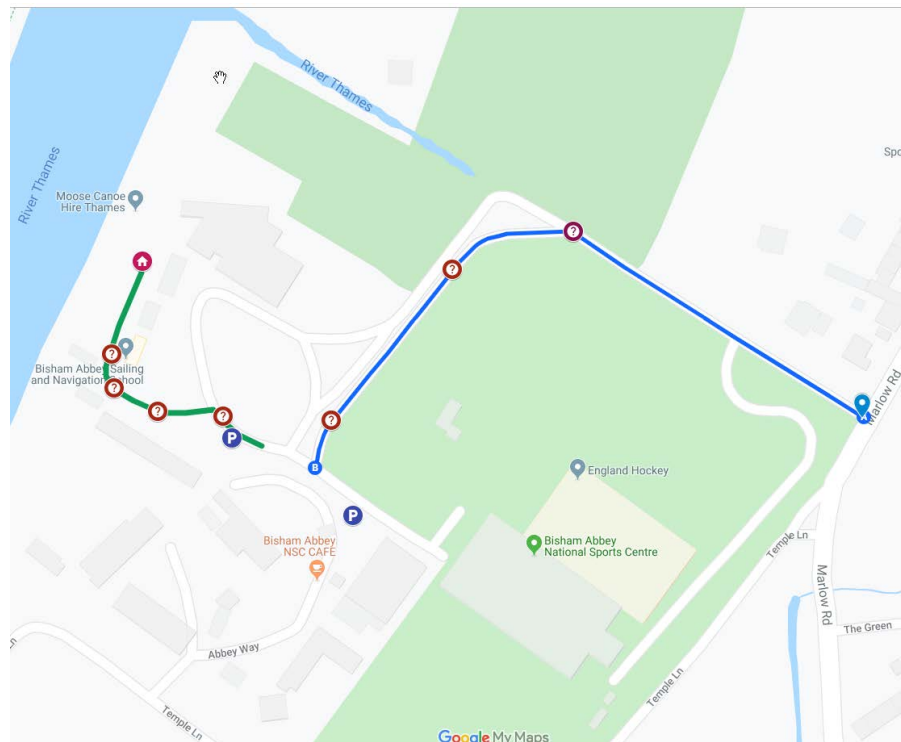 River Thames
River Thames
Spo
Moose Canoe
Hire Thames
?
?
?
Bisham Abbey Sailing
and Navigation School
?
?
?
?
P
?
A
Marlow Rd
B
England Hockey
P
Bisham Abbey
NSC CAFE
Bisham Abbey
National Sports Centre
Temple Ln
Marlow Rd
The Green
Ln
Abbey Way
Temple Ln
Temple Ln
Google My Maps